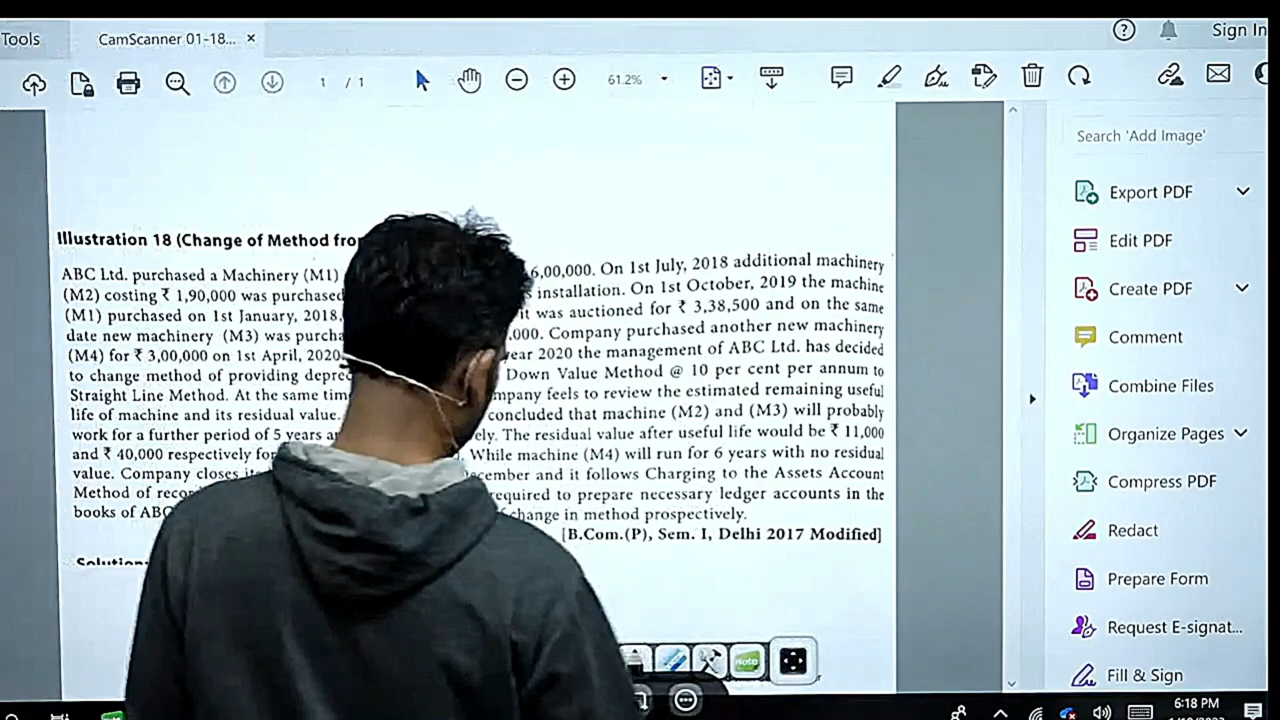 Tools
CamScanner 01-18... ×
Sign In
1 / 1
61.2%
Search 'Add Image'
Export PDF
Edit PDF
Create PDF
Comment
Combine Files
Organize Pages
Compress PDF
Redact
Prepare Form
Request E-signat...
Fill & Sign
Illustration 18 (Change of Method from
ABC Ltd. purchased a Machinery (M1) 6,00,000. On 1st July, 2018 additional machinery
(M2) costing ₹ 1,90,000 was purchased installation. On 1st October, 2019 the machine
(M1) purchased on 1st January, 2018, it was auctioned for ₹ 3,38,500 and on the same
date new machinery (M3) was purcha ,000. Company purchased another new machinery
(M4) for ₹ 3,00,000 on 1st April, 2020 ear 2020 the management of ABC Ltd. has decided
to change method of providing depre Down Value Method @ 10 per cent per annum to
Straight Line Method. At the same tim mpany feels to review the estimated remaining useful
life of machine and its residual value. concluded that machine (M2) and (M3) will probably
work for a further period of 5 years a ely. The residual value after useful life would be ₹ 11,000
and ₹ 40,000 respectively for . While machine (M4) will run for 6 years with no residual
value. Company closes it cember and it follows Charging to the Assets Account
Method of reco required to prepare necessary ledger accounts in the
books of ABC change in method prospectively.
[B.Com.(P), Sem. I, Delhi 2017 Modified]
Solution:
Note
6:18 PM